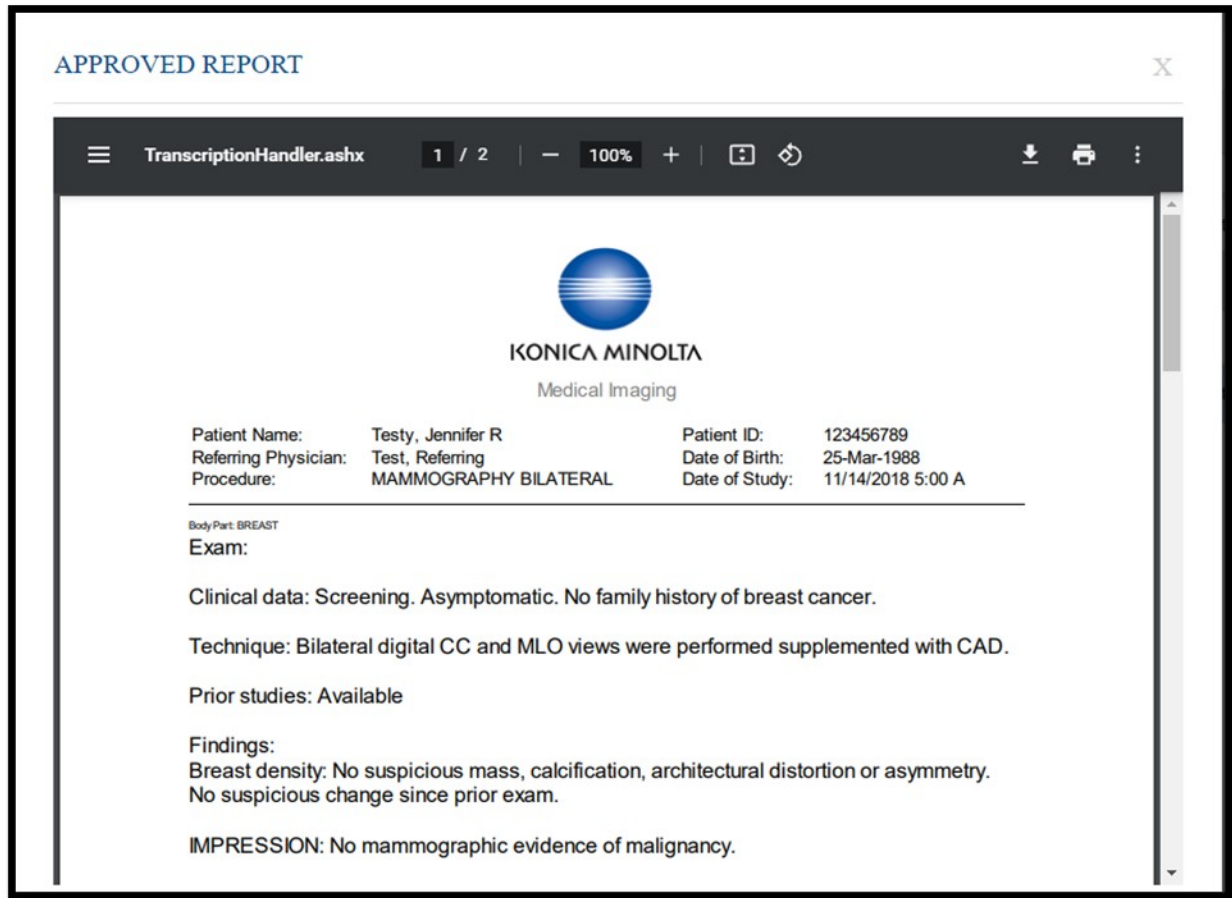 APPROVED REPORT X
TranscriptionHandler.ashx 1 / 2 100%
KONICA MINOLTA
Medical Imaging
Patient Name: Testy, Jennifer R Patient ID: 123456789
Referring Physician: Test, Referring Date of Birth: 25-Mar-1988
Procedure: MAMMOGRAPHY BILATERAL Date of Study: 11/14/2018 5:00 A
Body Part: BREAST
Exam:
Clinical data: Screening. Asymptomatic. No family history of breast cancer.
Technique: Bilateral digital CC and MLO views were performed supplemented with CAD.
Prior studies: Available
Findings:
Breast density: No suspicious mass, calcification, architectural distortion or asymmetry.
No suspicious change since prior exam.
IMPRESSION: No mammographic evidence of malignancy.